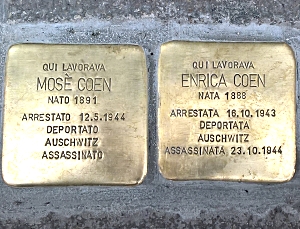 QUI LAVORAVA
MOSÈ COEN
NATO 1891
ARRESTATO 12.5.1944
DEPORTATO
AUSCHWITZ
ASSASSINATO
QUI LAVORAVA
ENRICA COEN
NATA 1888
ARRESTATA 16.10.1943
DEPORTATA
AUSCHWITZ
ASSASSINATA, 23.10.1944